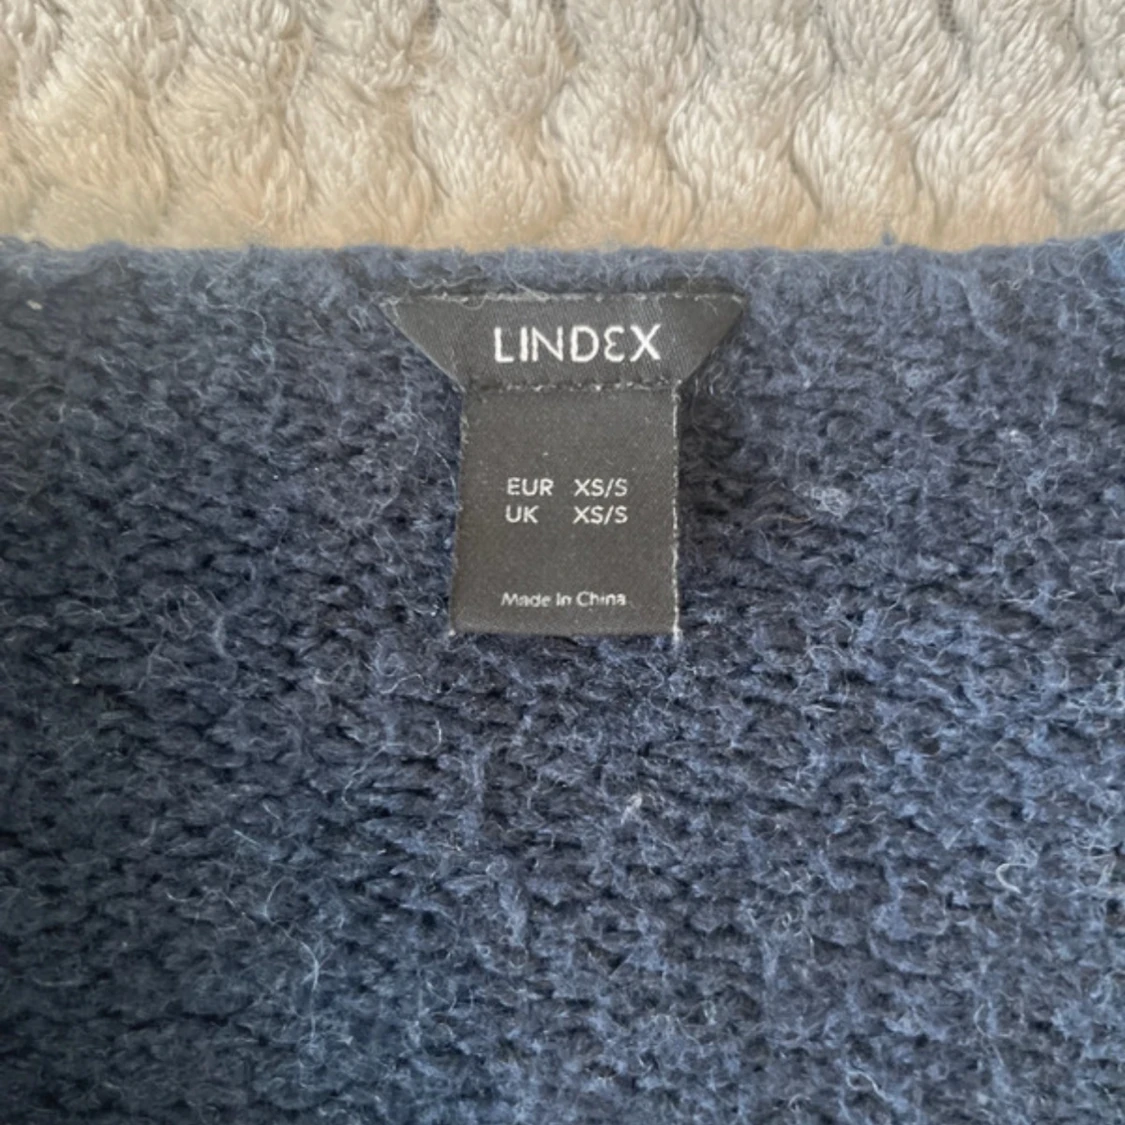 LINDEX
EUR XS/S
UK XS/S
Made In China